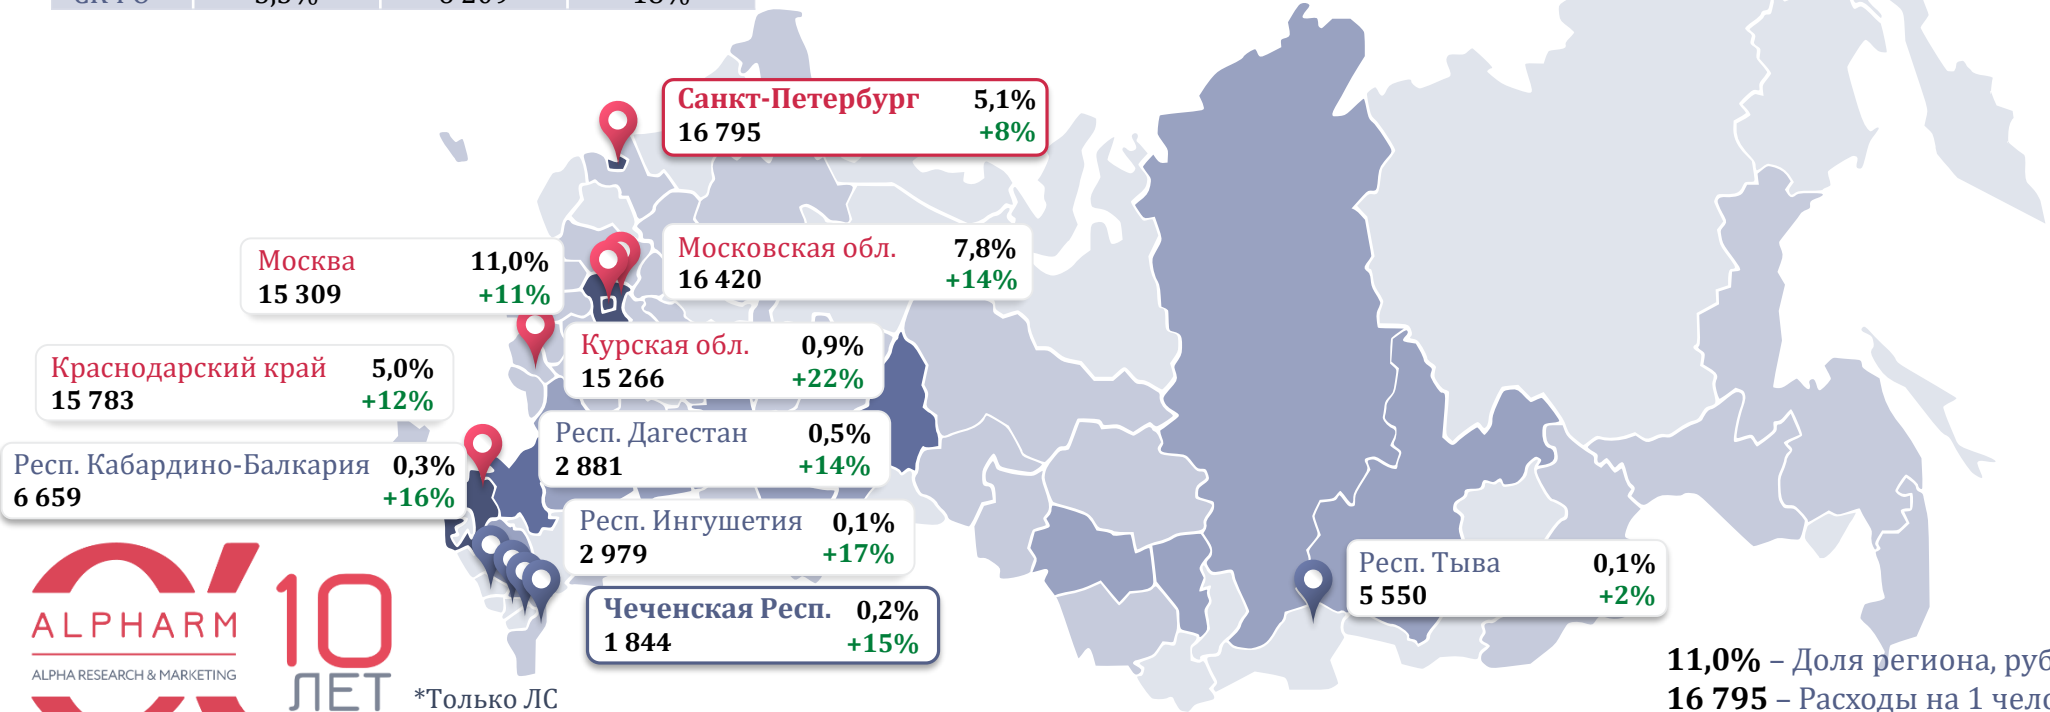 Санкт-Петербург 5,1%
16 795 +8%
Москва 11,0%
15 309 +11%
Московская обл. 7,8%
16 420 +14%
Краснодарский край 5,0%
15 783 +12%
Курская обл. 0,9%
15 266 +22%
Респ. Кабардино-Балкария 0,3%
6 659 +16%
Респ. Дагестан 0,5%
2 881 +14%
Респ. Ингушетия 0,1%
2 979 +17%
Чеченская Респ. 0,2%
1 844 +15%
Респ. Тыва 0,1%
5 550 +2%
ALPHARM
ALPHA RESEARCH & MARKETING
10
ЛЕТ
*Только ЛС
11,0% – Доля региона, руб
16 795 – Расходы на 1 чело